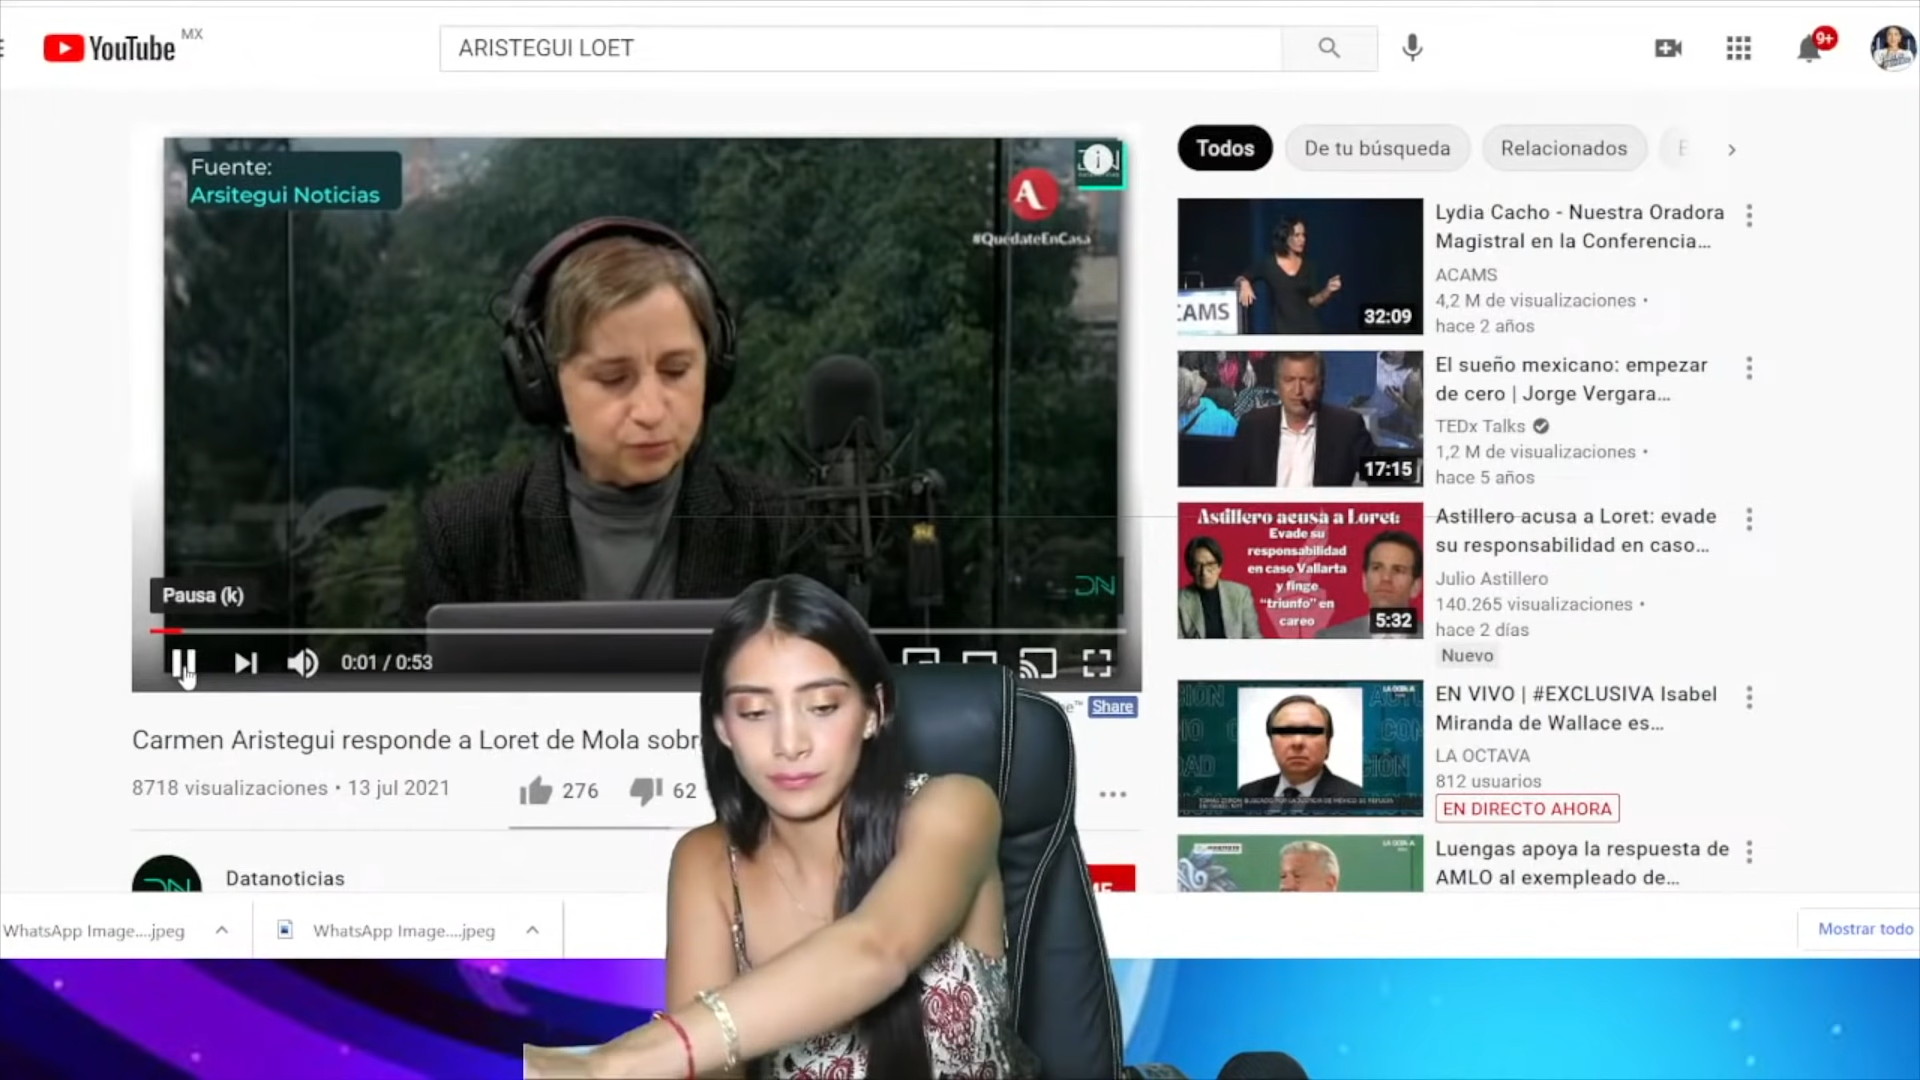 YouTube MX
ARISTEGUI LOET
9+
Fuente:
Arsitegui Noticias
A
#QuedateEnCasa
DN
Pausa (k)
0:01 / 0:53
Share
Carmen Aristegui responde a Loret de Mola
8718 visualizaciones • 13 jul 2021
276
62
Datanoticias
Todos
De tu búsqueda
Relacionados
Lydia Cacho - Nuestra Oradora
Magistral en la Conferencia...
ACAMS
4,2 M de visualizaciones •
hace 2 años
CAMS
32:09
El sueño mexicano: empezar
de cero | Jorge Vergara...
TEDx Talks
1,2 M de visualizaciones •
hace 5 años
17:15
Astillero acusa a Loret:
Evade su
responsabilidad
en caso Vallarta
y finge
“triunfo” en
careo
5:32
Astillero acusa a Loret: evade
su responsabilidad en caso...
Julio Astillero
140.265 visualizaciones •
hace 2 días
Nuevo
EN VIVO | #EXCLUSIVA Isabel
Miranda de Wallace es...
LA OCTAVA
812 usuarios
EN DIRECTO AHORA
Luengas apoya la respuesta de
AMLO al exempleado de...
WhatsApp Image....jpeg
WhatsApp Image....jpeg
Mostrar todo